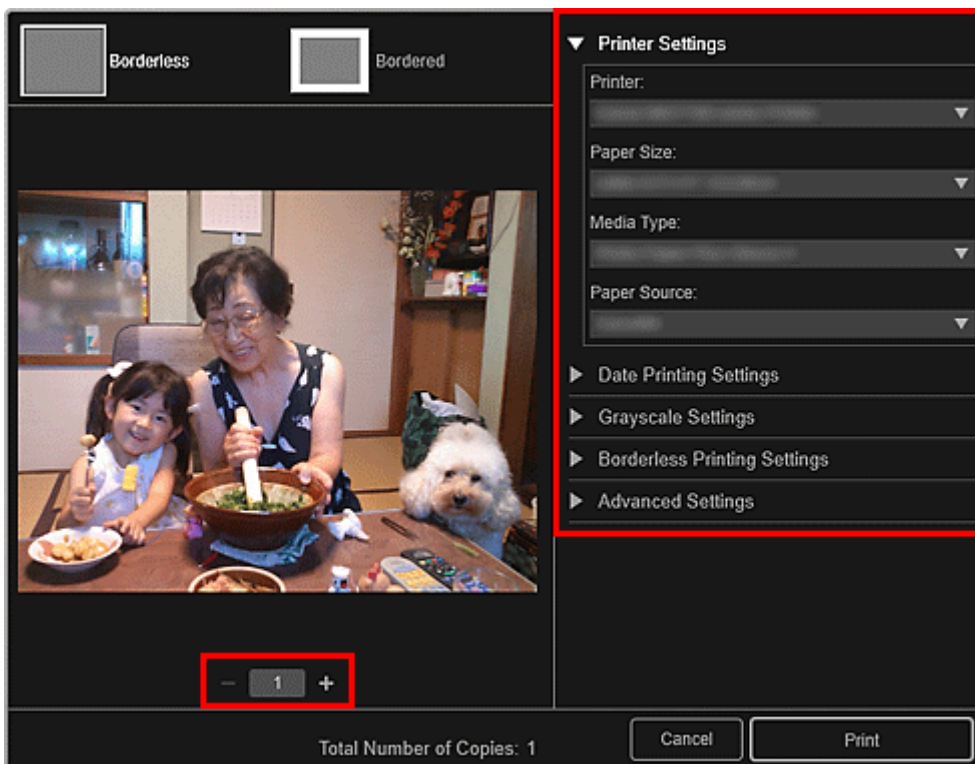 Borderless
Bordered
Printer Settings
Printer:
Paper Size:
Media Type:
Paper Source:
Date Printing Settings
Grayscale Settings
Borderless Printing Settings
Advanced Settings
1
Total Number of Copies: 1
Cancel
Print